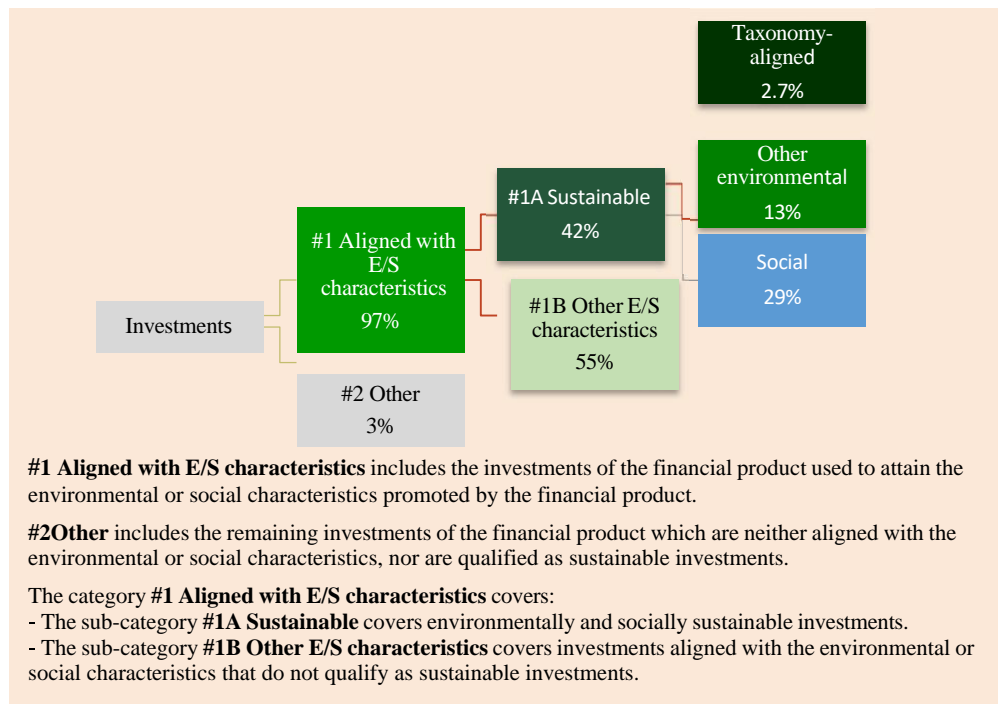 Taxonomy-
aligned
2.7%
Other
environmental
13%
#1A Sustainable
42%
#1 Aligned with
E/S
characteristics
97%
Social
29%
#1B Other E/S
characteristics
55%
Investments
#2 Other
3%
#1 Aligned with E/S characteristics includes the investments of the financial product used to attain the
environmental or social characteristics promoted by the financial product.
#2Other includes the remaining investments of the financial product which are neither aligned with the
environmental or social characteristics, nor are qualified as sustainable investments.
The category #1 Aligned with E/S characteristics covers:
- The sub-category #1A Sustainable covers environmentally and socially sustainable investments.
- The sub-category #1B Other E/S characteristics covers investments aligned with the environmental or
social characteristics that do not qualify as sustainable investments.